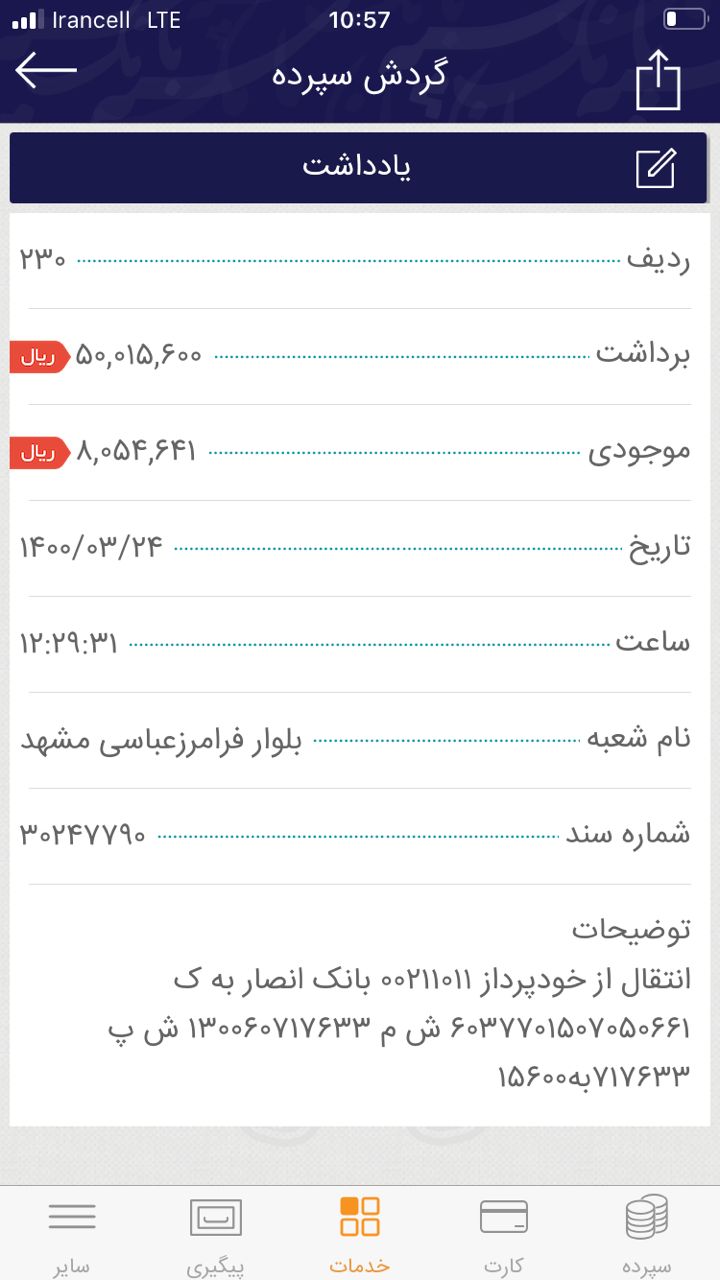 Irancell LTE 10:57
گردش سپرده
یادداشت
ردیف ۲۳۰
برداشت ۵۰,۰۱۵,۶۰۰ ریال
موجودی ۸,۰۵۴,۶۴۱ ریال
تاریخ ۱۴۰۰/۰۳/۲۴
ساعت ۱۲:۲۹:۳۱
نام شعبه بلوار فرامرزعباسی مشهد
شماره سند ۳۰۲۴۷۷۹۰
توضیحات
انتقال از خودپرداز ۰۰۲۱۱۰۱۱ بانک انصار به ک
۶۰۳۷۷۰۱۵۰۷۰۵۰۶۶۱ ش م ۱۳۰۰۶۰۷۱۷۶۳۳ ش پ
۷۱۷۶۳۳به۱۵۶۰۰
سپرده کارت خدمات پیگیری سایر